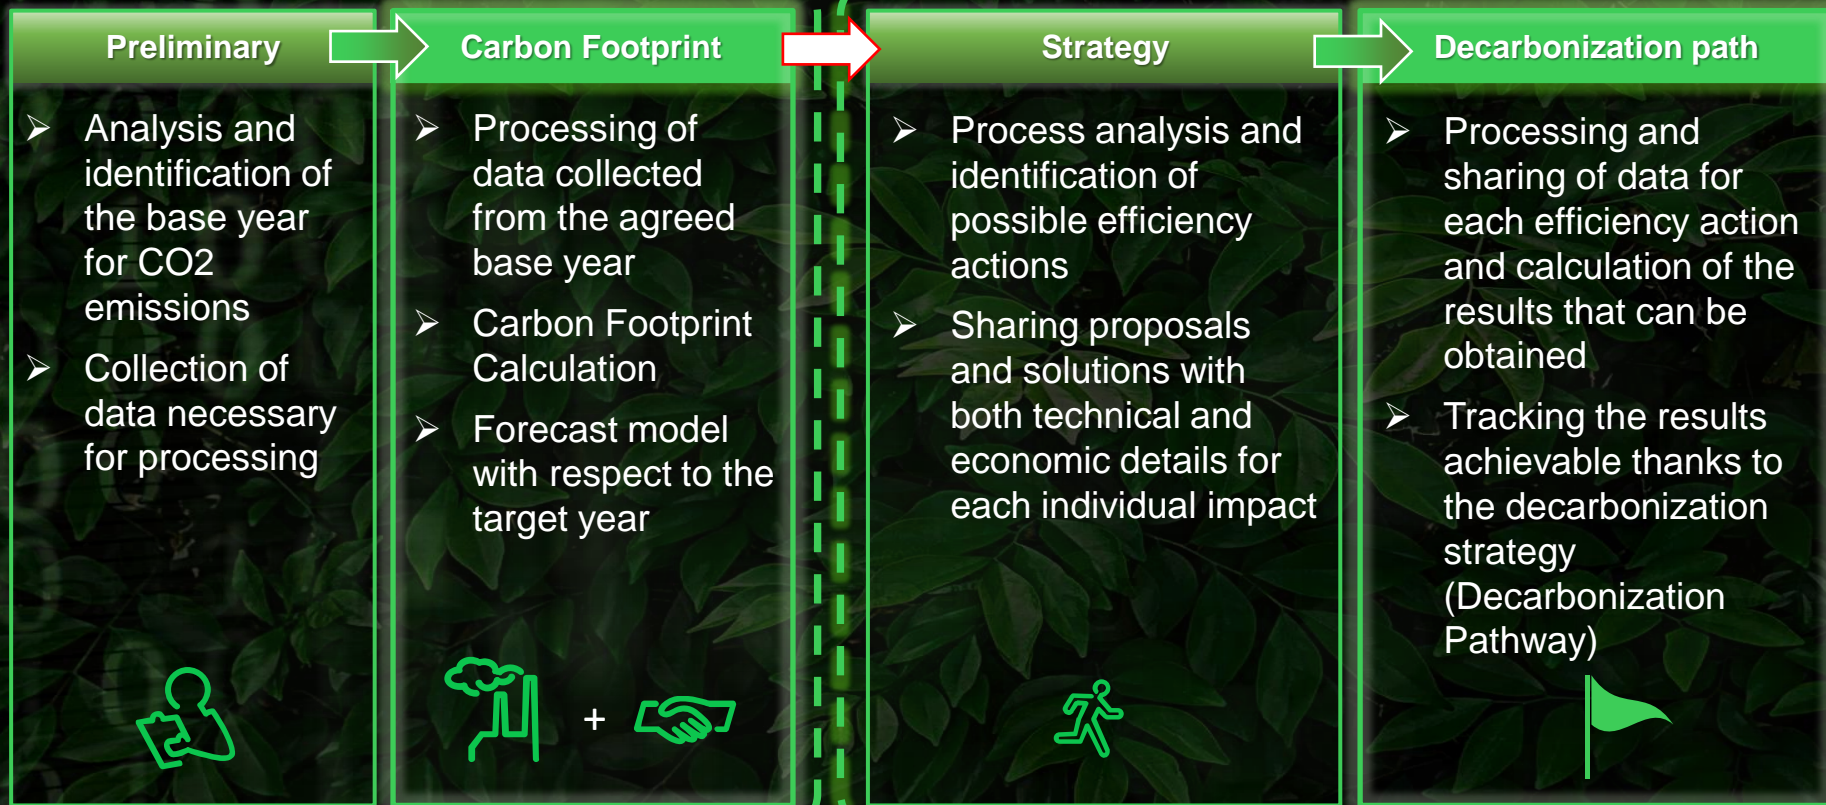 Preliminary
➢ Analysis and
identification of
the base year
for CO2
emissions
➢ Collection of
data necessary
for processing
Carbon Footprint
➢ Processing of
data collected
from the agreed
base year
➢ Carbon Footprint
Calculation
➢ Forecast model
with respect to the
target year
+
Strategy
➢ Process analysis and
identification of
possible efficiency
actions
➢ Sharing proposals
and solutions with
both technical and
economic details for
each individual impact
Decarbonization path
➢ Processing and
sharing of data for
each efficiency action
and calculation of the
results that can be
obtained
➢ Tracking the results
achievable thanks to
the decarbonization
strategy
(Decarbonization
Pathway)